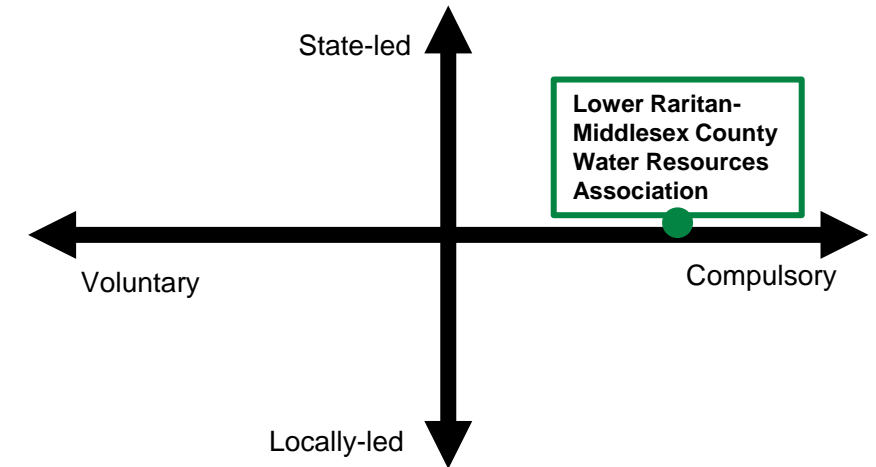 State-led
Lower Raritan-
Middlesex County
Water Resources
Association
Voluntary
Compulsory
Locally-led